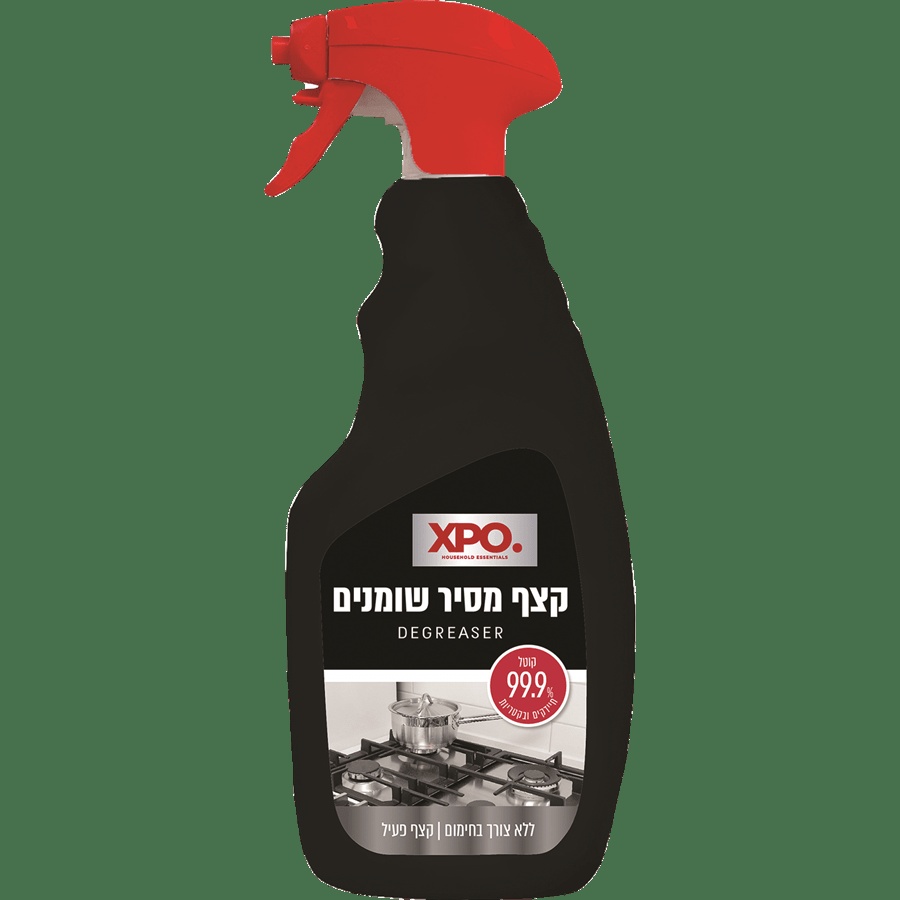 XPO.
HOUSEHOLD ESSENTIALS
קצף מסיר שומנים
DEGREASER
קוטל
99.9%
חיידקים ובקטריות
ללא צורך בחימום | קצף פעיל